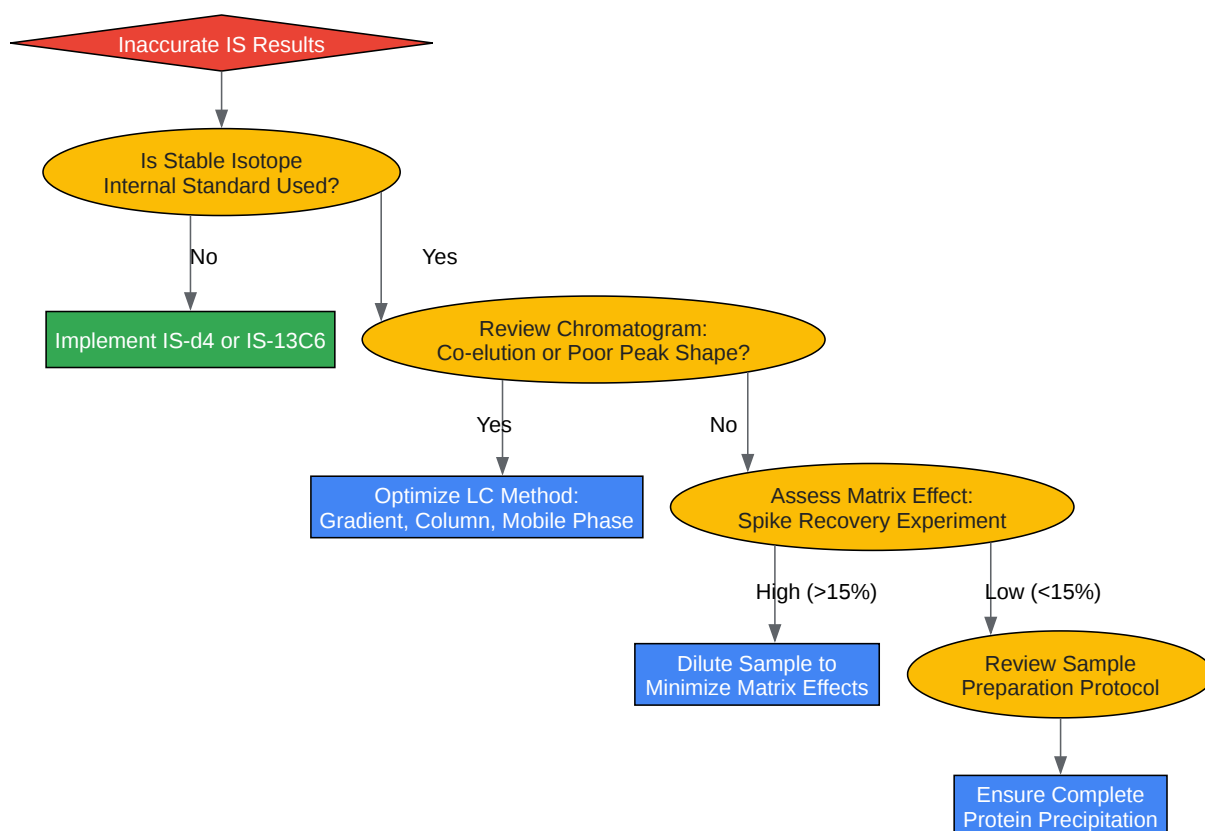 Inaccurate IS Results
Is Stable Isotope
Internal Standard Used?
No
Yes
Implement IS-d4 or IS-13C6
Review Chromatogram:
Co-elution or Poor Peak Shape?
Yes
No
Optimize LC Method:
Gradient, Column, Mobile Phase
Assess Matrix Effect:
Spike Recovery Experiment
High (>15%)
Low (<15%)
Dilute Sample to
Minimize Matrix Effects
Review Sample
Preparation Protocol
Ensure Complete
Protein Precipitation